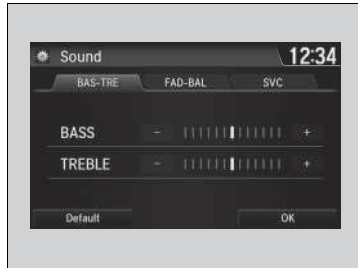 Sound 12:34
BAS-TRE FAD-BAL SVC
BASS - +
TREBLE - +
Default OK